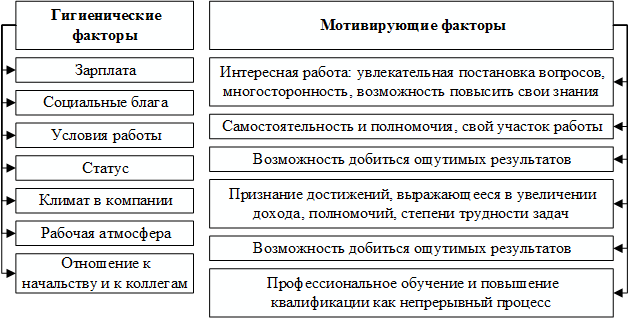 Гигиенические
факторы
Зарплата
Социальные блага
Условия работы
Статус
Климат в компании
Рабочая атмосфера
Отношение к
начальству и к коллегам
Мотивирующие факторы
Интересная работа: увлекательная постановка вопросов,
многосторонность, возможность повысить свои знания
Самостоятельность и полномочия, свой участок работы
Возможность добиться ощутимых результатов
Признание достижений, выражающееся в увеличении
дохода, полномочий, степени трудности задач
Возможность добиться ощутимых результатов
Профессиональное обучение и повышение
квалификации как непрерывный процесс